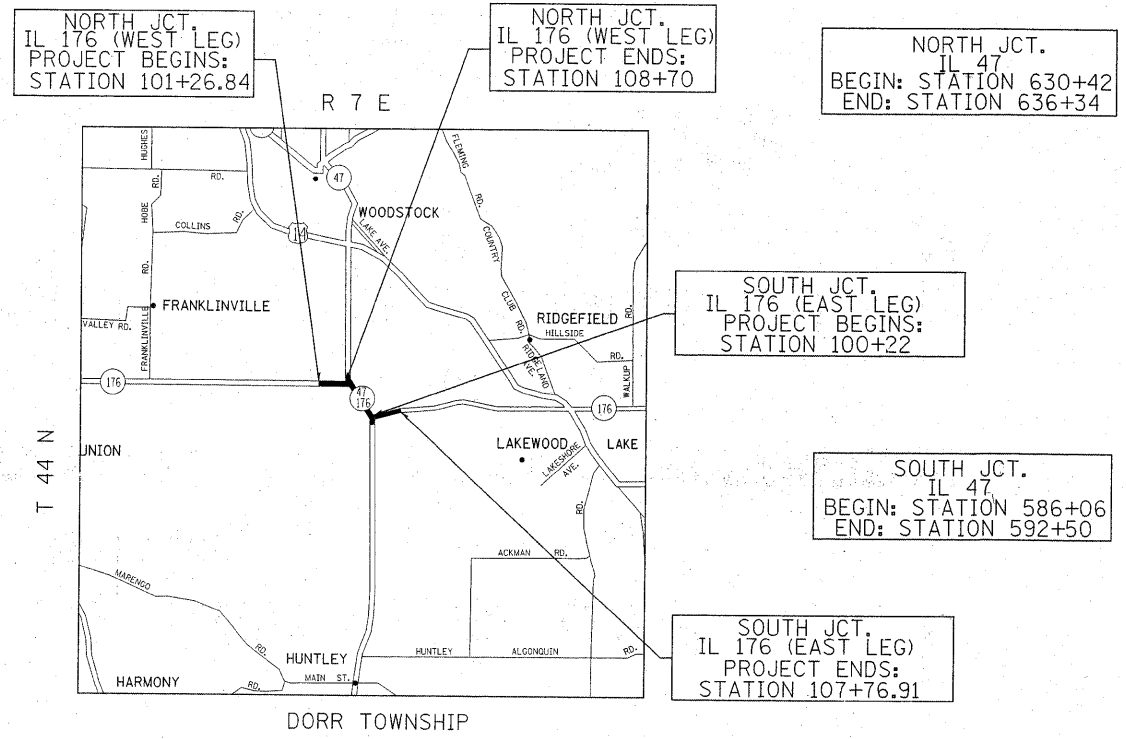 NORTH JCT.
IL 176 (WEST LEG)
PROJECT BEGINS:
STATION 101+26.84
NORTH JCT.
IL 176 (WEST LEG)
PROJECT ENDS:
STATION 108+70
NORTH JCT.
IL 47
BEGIN: STATION 630+42
END: STATION 636+34
R 7 E
HUGHES
RD.
RD.
HOBE
RD.
COLLINS
RD.
47
WOODSTOCK
LAKE AVE.
14
FLEMING
RD.
COUNTRY
CLUB RD.
FRANKLINVILLE
VALLEY RD.
FRANKLINVILLE
RIDGEFIELD
HILLSIDE
RD.
RD.
WALKUP
RIDGELAND
AVE.
SOUTH JCT.
IL 176 (EAST LEG)
PROJECT BEGINS:
STATION 100+22
176
47
176
176
T 44 N
UNION
LAKEWOOD
LAKE
LAKESHORE
AVE.
RD.
SOUTH JCT.
IL 47
BEGIN: STATION 586+06
END: STATION 592+50
ACKMAN RD.
MARENGO
RD.
HUNTLEY
HUNTLEY ALGONQUIN RD.
HARMONY
RD.
MAIN ST.
SOUTH JCT.
IL 176 (EAST LEG)
PROJECT ENDS:
STATION 107+76.91
DORR TOWNSHIP